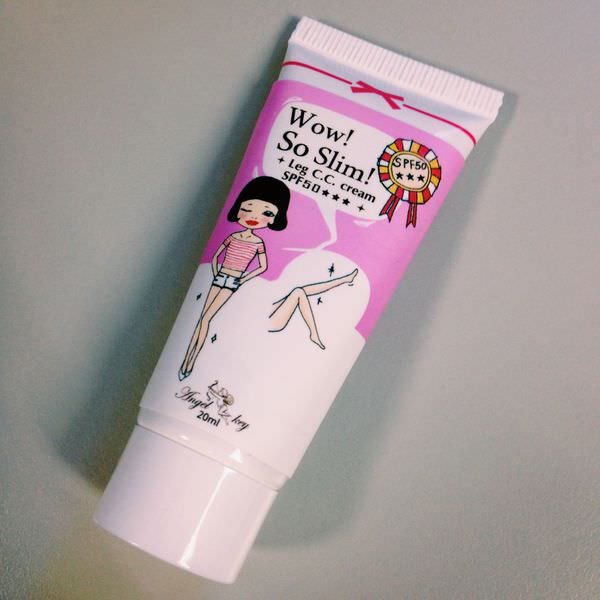 Wow!
So Slim!
Leg C.C. cream
SPF50★★★
SPF50
★★★
Angel key
20ml